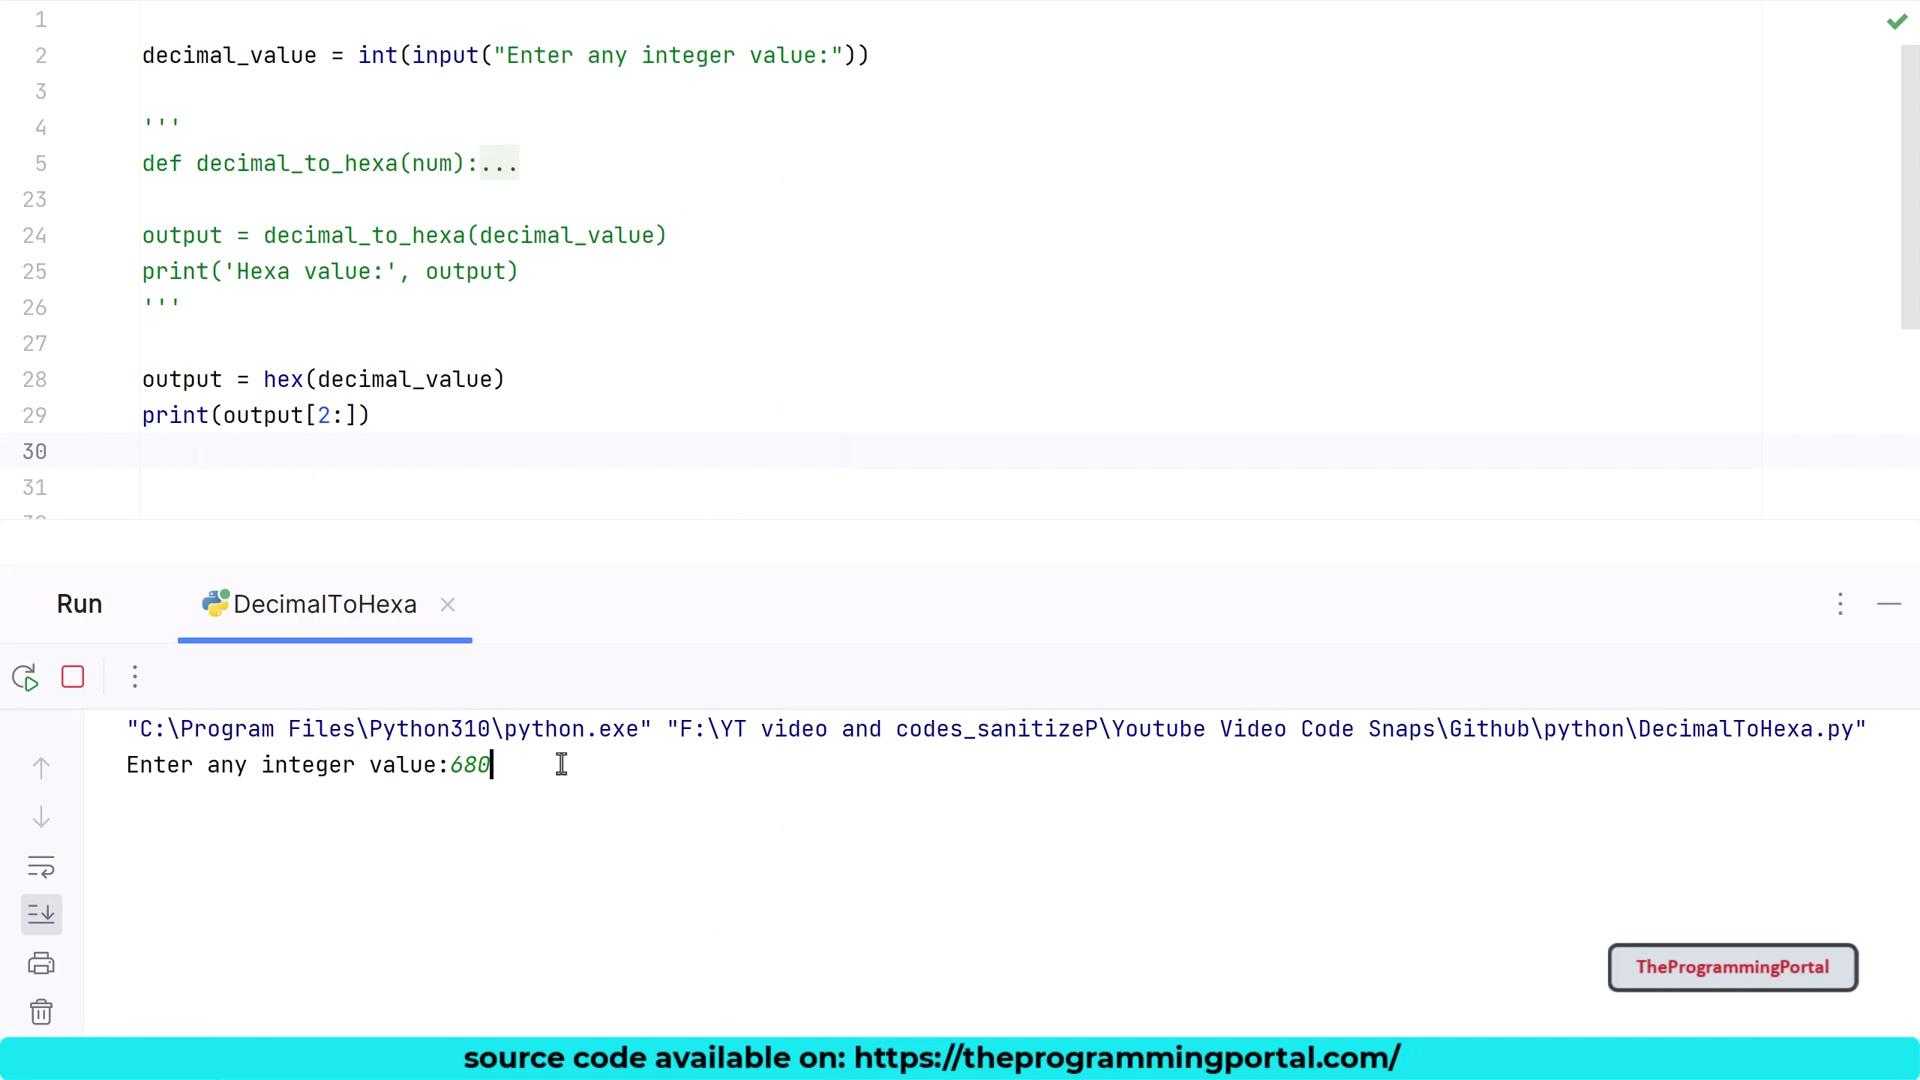 1
2 decimal_value = int(input("Enter any integer value:"))
3
4 '''
5 def decimal_to_hexa(num):...
23
24 output = decimal_to_hexa(decimal_value)
25 print('Hexa value:', output)
26 '''
27
28 output = hex(decimal_value)
29 print(output[2:])
30
31
Run DecimalToHexa
"C:\Program Files\Python310\python.exe" "F:\YT video and codes_sanitizeP\Youtube Video Code Snaps\Github\python\DecimalToHexa.py"
Enter any integer value:680
TheProgrammingPortal
source code available on: https://theprogrammingportal.com/